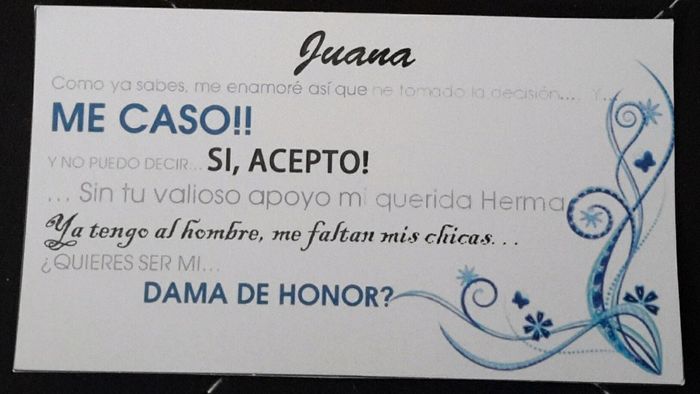 Juana
Como ya sabes, me enamoré así que he tomado la decisión.... Y...
ME CASO!!
Y NO PUEDO DECIR... SI, ACEPTO!
... Sin tu valioso apoyo mi querida Herma
Ya tengo al hombre, me faltan mis chicas...
¿QUIERES SER MI...
DAMA DE HONOR?